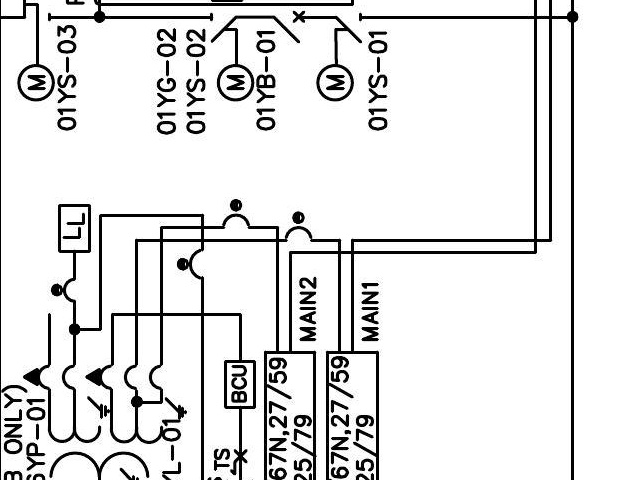 01YS-03
01YG-02
01YS-02
01YB-01
01YS-01
M
M
M
LL
MAIN2
MAIN1
BCU
67N,27/59
25/79
67N,27/59
25/79
ONLY)
YP-01
YL-01
TS